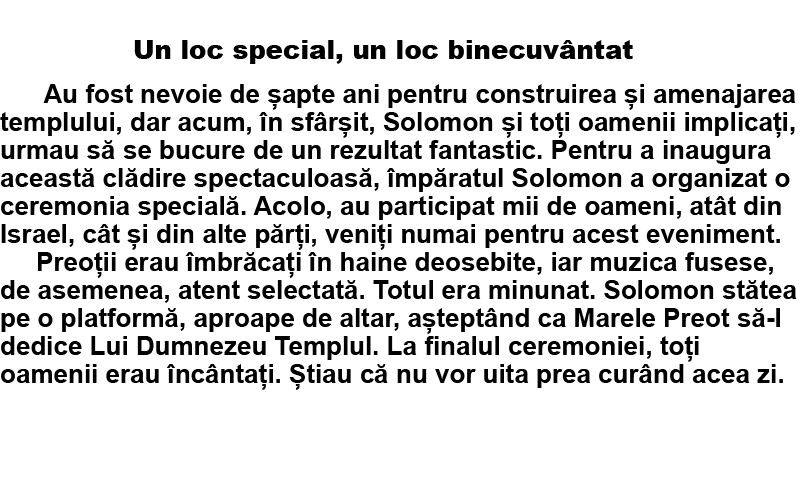 Un loc special, un loc binecuvântat
Au fost nevoie de șapte ani pentru construirea și amenajarea
templului, dar acum, în sfârșit, Solomon și toți oamenii implicați,
urmau să se bucure de un rezultat fantastic. Pentru a inaugura
această clădire spectaculoasă, împăratul Solomon a organizat o
ceremonia specială. Acolo, au participat mii de oameni, atât din
Israel, cât și din alte părți, veniți numai pentru acest eveniment.
Preoții erau îmbrăcați în haine deosebite, iar muzica fusese,
de asemenea, atent selectată. Totul era minunat. Solomon stătea
pe o platformă, aproape de altar, așteptând ca Marele Preot să-l
dedice Lui Dumnezeu Templul. La finalul ceremoniei, toți
oamenii erau încântați. Știau că nu vor uita prea curând acea zi.